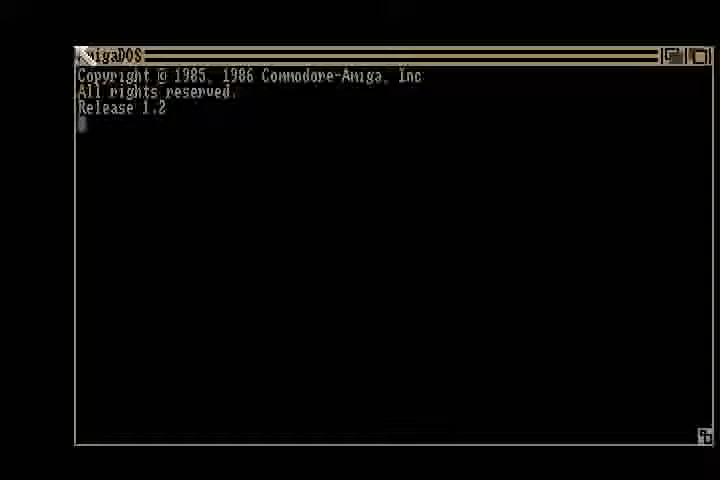 AmigaDOS
Copyright © 1985, 1986 Commodore-Amiga, Inc
All rights reserved.
Release 1.2